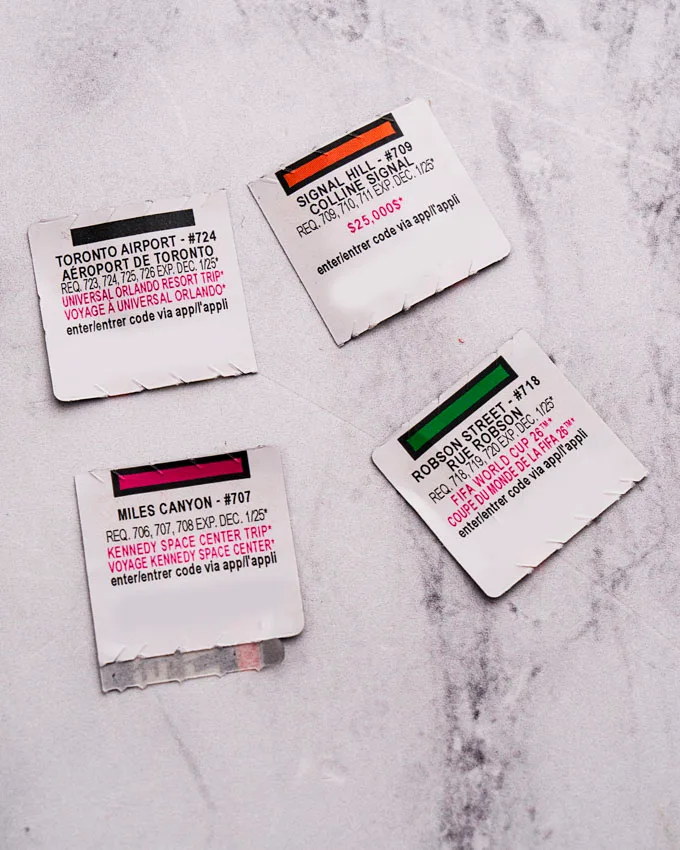 SIGNAL HILL - #709
COLLINE SIGNAL
REQ. 709, 710, 711 EXP. DEC. 1/25*
$25,000$*
enter/entrer code via app/l'appli
TORONTO AIRPORT - #724
AÉROPORT DE TORONTO
REQ. 723, 724, 725, 726 EXP. DEC. 1/25*
UNIVERSAL ORLANDO RESORT TRIP*
VOYAGE À UNIVERSAL ORLANDO*
enter/entrer code via app/l'appli
ROBSON STREET - #718
RUE ROBSON
REQ. 718, 719, 720 EXP. DEC. 1/25*
FIFA WORLD CUP 26™*
COUPE DU MONDE DE LA FIFA 26™*
enter/entrer code via app/l'appli
MILES CANYON - #707
REQ. 706, 707, 708 EXP. DEC. 1/25*
KENNEDY SPACE CENTER TRIP*
VOYAGE KENNEDY SPACE CENTER*
enter/entrer code via app/l'appli